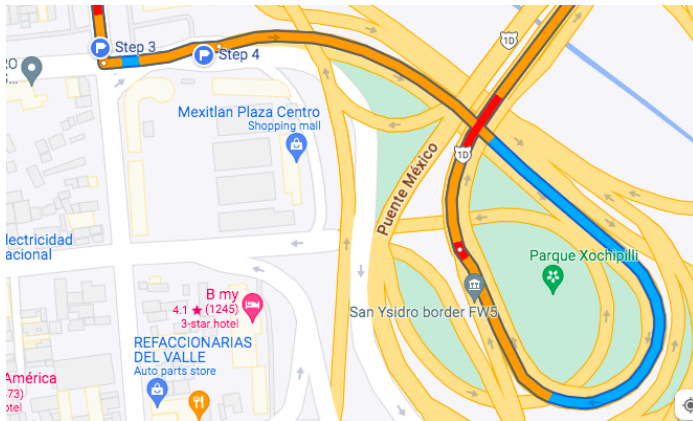 1D
Step 3
Step 4
RO
C...
Mexitlan Plaza Centro
Shopping mall
1D
Puente México
lectricidad
acional
Parque Xochipilli
San Ysidro border FW5
B my
4.1 ★ (1245)
3-star hotel
REFACCIONARIAS
DEL VALLE
Auto parts store
América
73)
otel